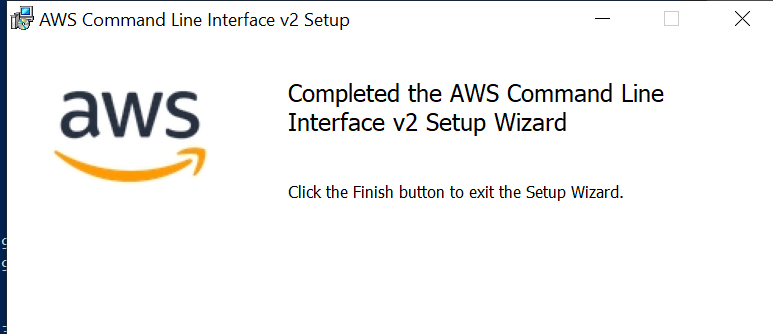 AWS Command Line Interface v2 Setup
aws
Completed the AWS Command Line
Interface v2 Setup Wizard
Click the Finish button to exit the Setup Wizard.